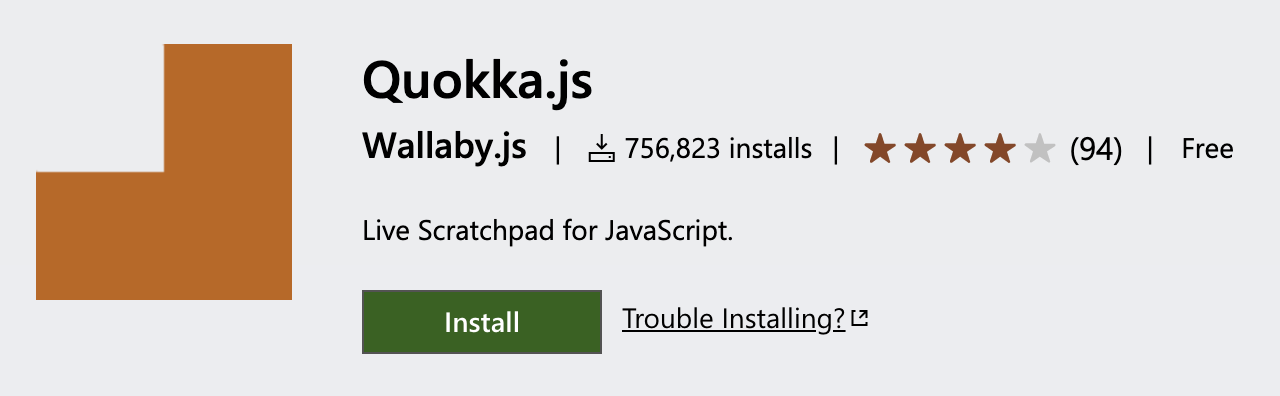 Quokka.js
Wallaby.js | 756,823 installs | (94) | Free
Live Scratchpad for JavaScript.
Install Trouble Installing?